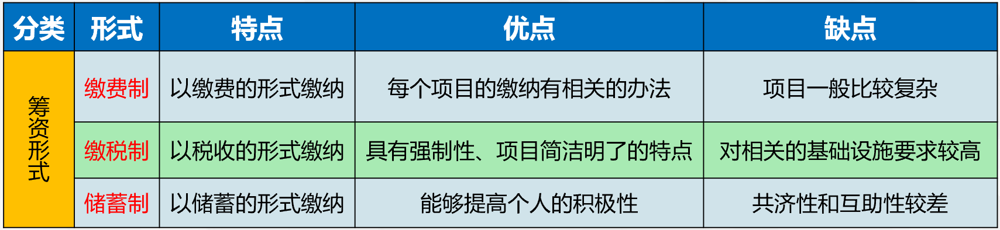 分类 形式 特点 优点 缺点
筹资形式
缴费制 以缴费的形式缴纳 每个项目的缴纳有相关的办法 项目一般比较复杂
缴税制 以税收的形式缴纳 具有强制性、项目简洁明了的特点 对相关的基础设施要求较高
储蓄制 以储蓄的形式缴纳 能够提高个人的积极性 共济性和互助性较差